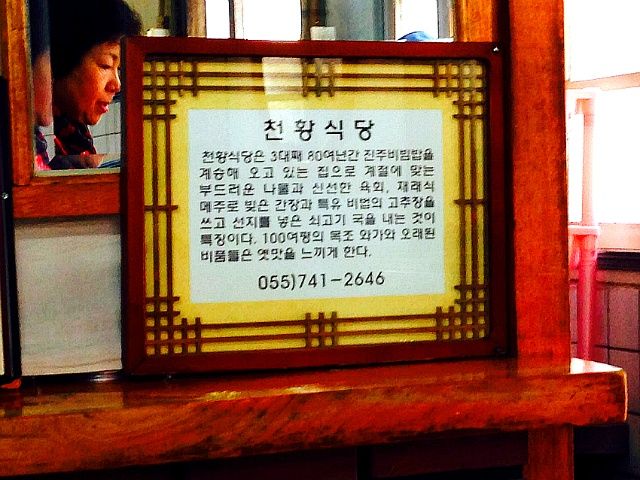 천황식당
천황식당은 3대째 80여년간 진주비빔밥을
계승해 오고 있는 집으로 계절에 맞는
부드러운 나물과 신선한 육회, 재래식
메주로 빚은 간장과 특유 비법의 고추장을
쓰고 선지를 넣은 쇠고기 국을 내는 것이
특징이다. 100여평의 목조 와가와 오래된
비품들은 옛맛을 느끼게 한다.
055)741-2646